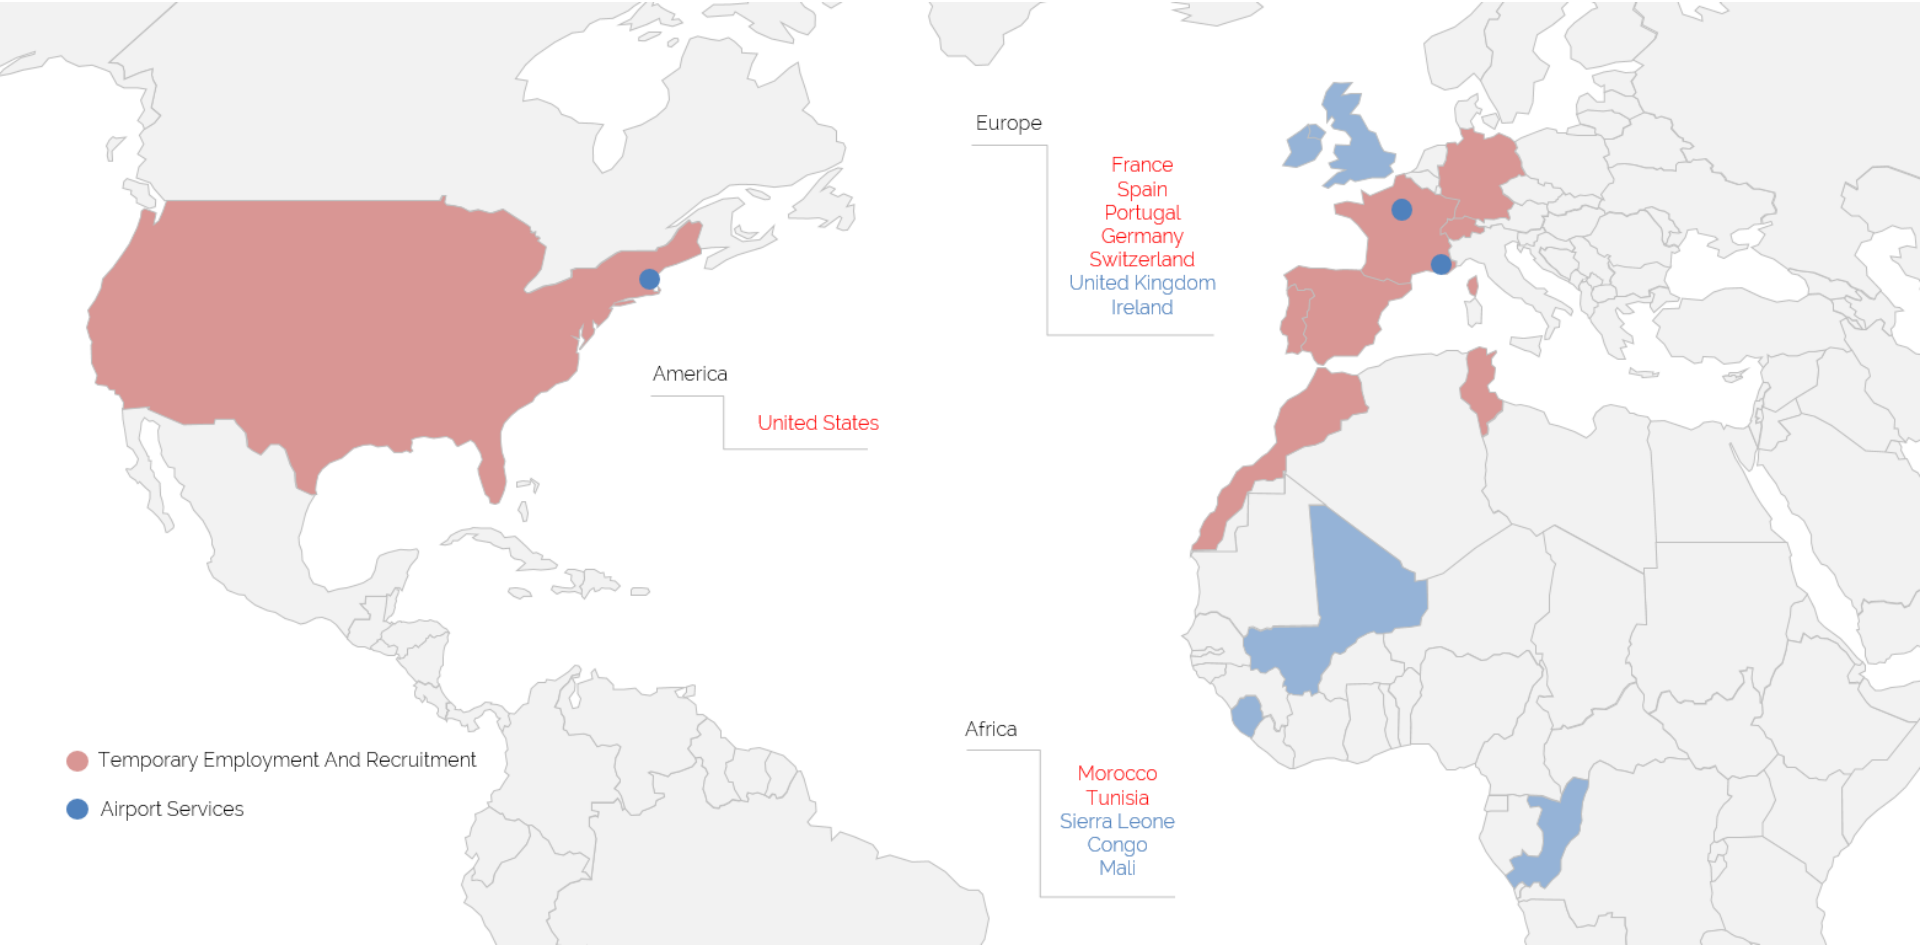 Europe
France
Spain
Portugal
Germany
Switzerland
United Kingdom
Ireland
America
United States
Africa
Morocco
Tunisia
Sierra Leone
Congo
Mali
Temporary Employment And Recruitment
Airport Services